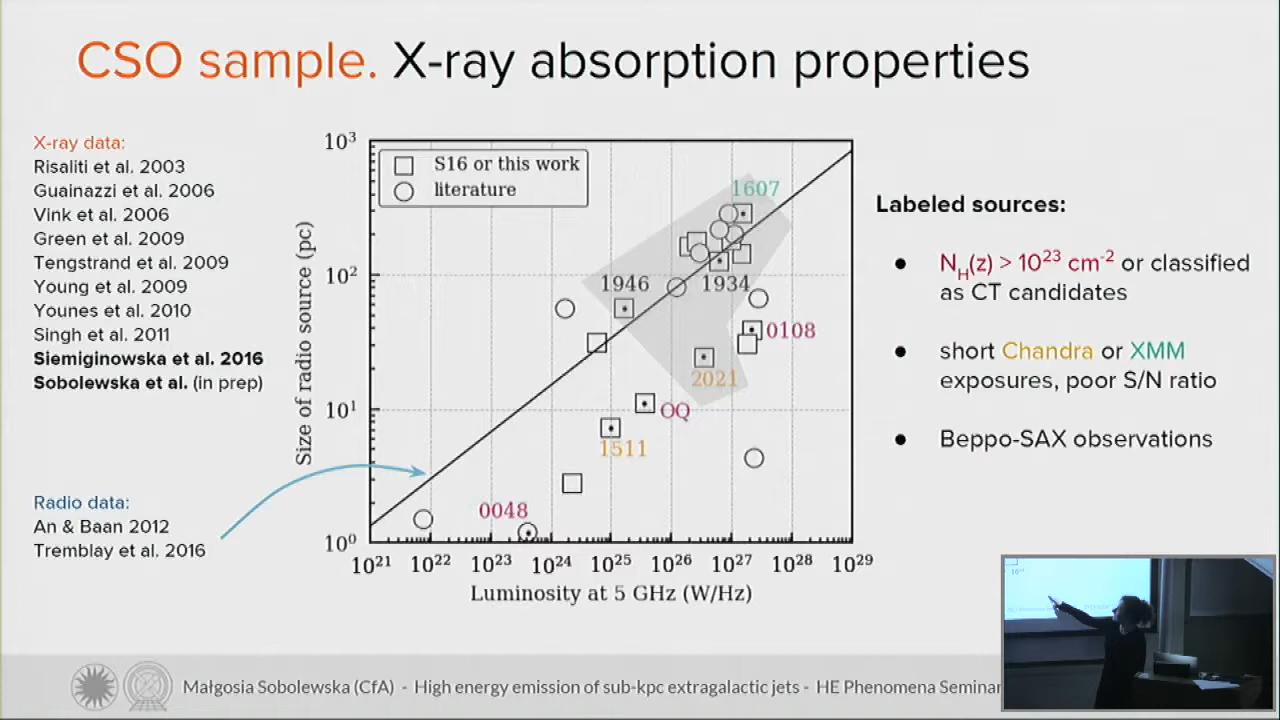 CSO sample. X-ray absorption properties
X-ray data:
Risaliti et al. 2003
Guainazzi et al. 2006
Vink et al. 2006
Green et al. 2009
Tengstrand et al. 2009
Young et al. 2009
Younes et al. 2010
Singh et al. 2011
Siemiginowska et al. 2016
Sobolewska et al. (in prep)
Radio data:
An & Baan 2012
Tremblay et al. 2016
Size of radio source (pc)
10³
10²
10¹
10⁰
S16 or this work
literature
1607
1946
1934
0108
2021
OQ
1511
0048
10²¹ 10²² 10²³ 10²⁴ 10²⁵ 10²⁶ 10²⁷ 10²⁸ 10²⁹
Luminosity at 5 GHz (W/Hz)
Labeled sources:
● N_H(z) > 10²³ cm⁻² or classified
as CT candidates
● short Chandra or XMM
exposures, poor S/N ratio
● Beppo-SAX observations
Małgosia Sobolewska (CfA) - High energy emission of sub-kpc extragalactic jets - HE Phenomena Seminar